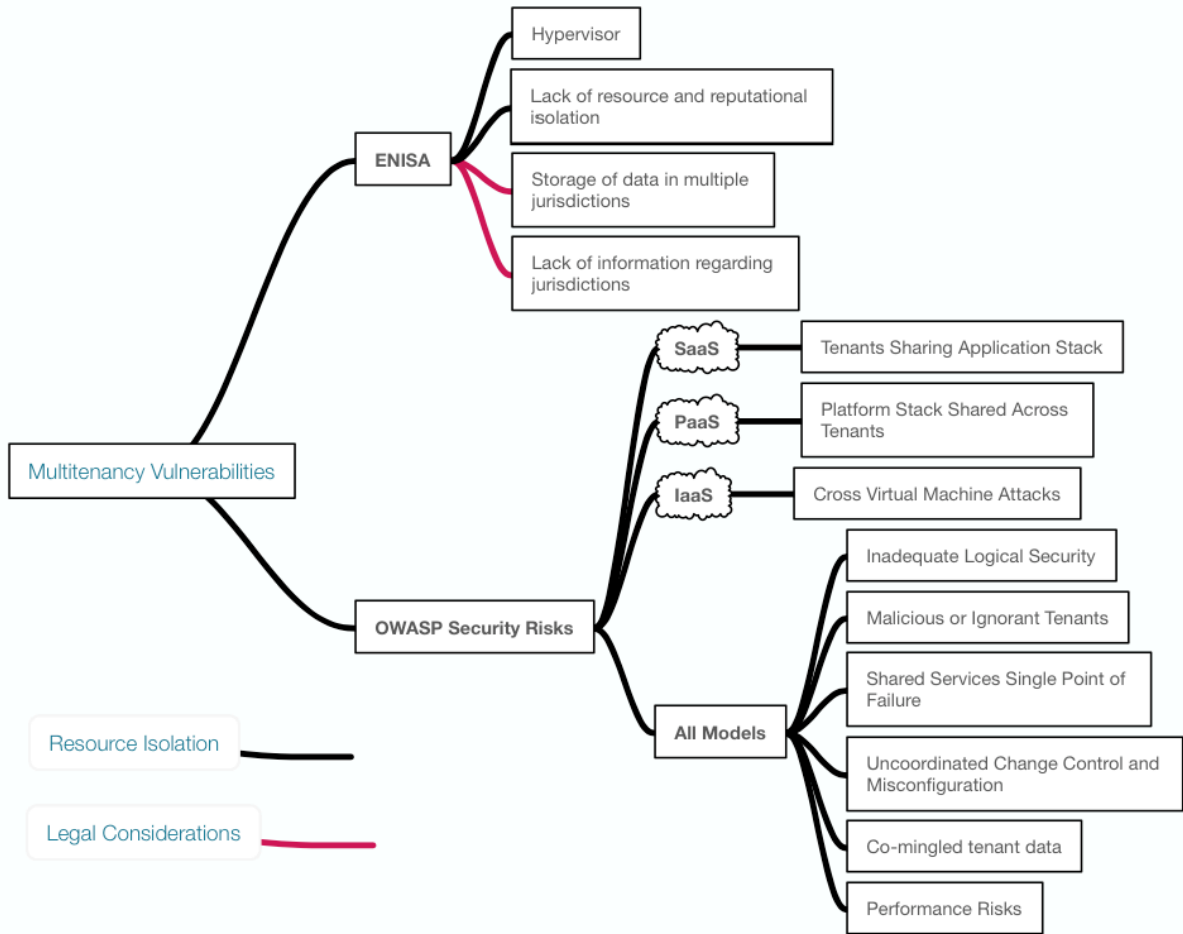 Hypervisor
Lack of resource and reputational
isolation
ENISA
Storage of data in multiple
jurisdictions
Lack of information regarding
jurisdictions
SaaS
Tenants Sharing Application Stack
PaaS
Platform Stack Shared Across
Tenants
Multitenancy Vulnerabilities
IaaS
Cross Virtual Machine Attacks
Inadequate Logical Security
Malicious or Ignorant Tenants
OWASP Security Risks
Shared Services Single Point of
Failure
All Models
Resource Isolation
Uncoordinated Change Control and
Misconfiguration
Legal Considerations
Co-mingled tenant data
Performance Risks